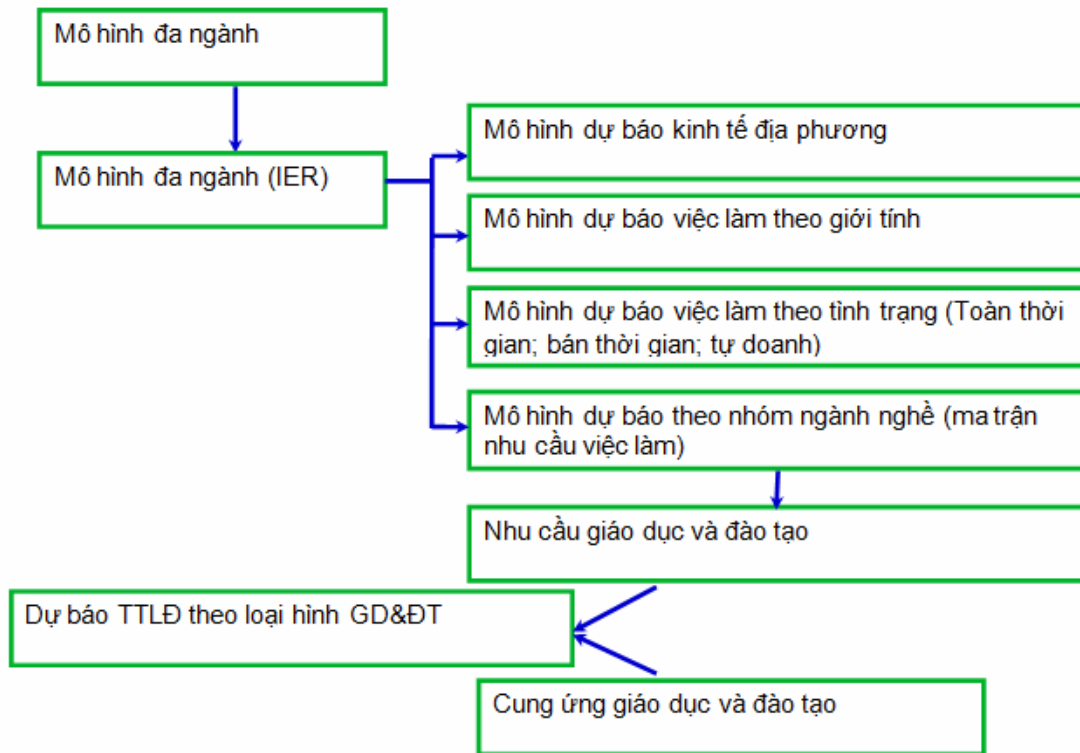 Mô hình đa ngành
Mô hình đa ngành (IER)
Mô hình dự báo kinh tế địa phương
Mô hình dự báo việc làm theo giới tính
Mô hình dự báo việc làm theo tình trạng (Toàn thời
gian; bán thời gian; tự doanh)
Mô hình dự báo theo nhóm ngành nghề (ma trận
nhu cầu việc làm)
Nhu cầu giáo dục và đào tạo
Dự báo TTLĐ theo loại hình GD&ĐT
Cung ứng giáo dục và đào tạo